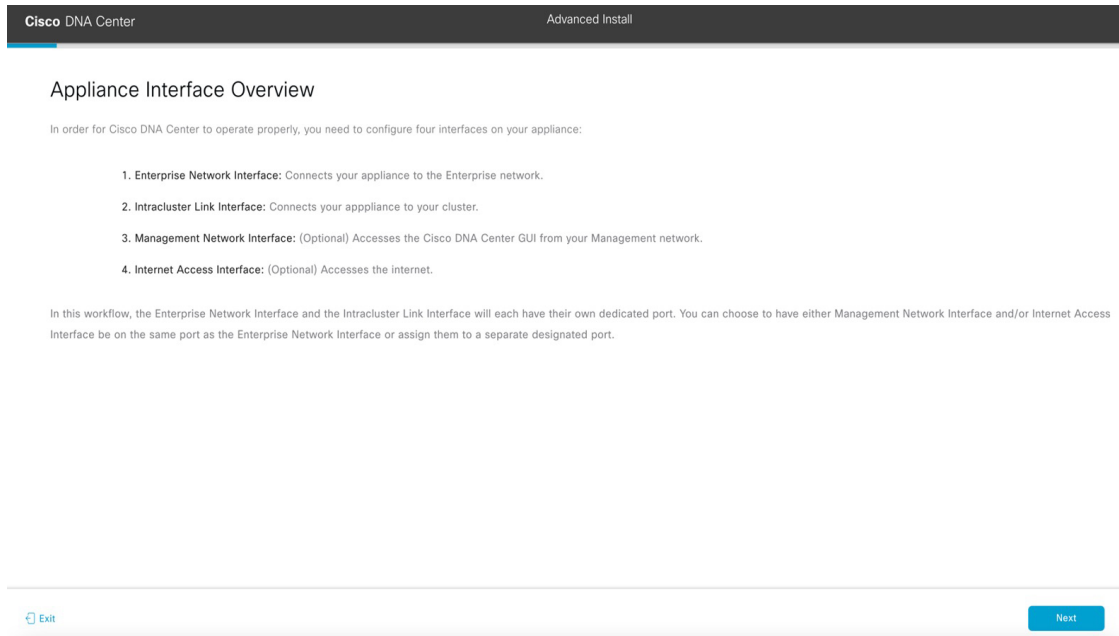 Cisco DNA Center
Advanced Install
Appliance Interface Overview
In order for Cisco DNA Center to operate properly, you need to configure four interfaces on your appliance:
1. Enterprise Network Interface: Connects your appliance to the Enterprise network.
2. Intracluster Link Interface: Connects your apppliance to your cluster.
3. Management Network Interface: (Optional) Accesses the Cisco DNA Center GUI from your Management network.
4. Internet Access Interface: (Optional) Accesses the internet.
In this workflow, the Enterprise Network Interface and the Intracluster Link Interface will each have their own dedicated port. You can choose to have either Management Network Interface and/or Internet Access
Interface be on the same port as the Enterprise Network Interface or assign them to a separate designated port.
Exit
Next